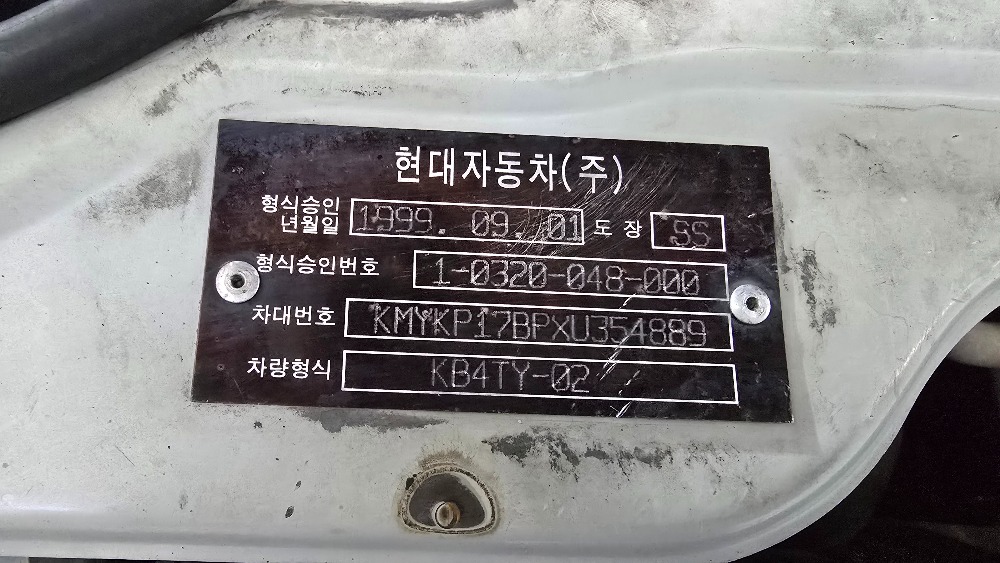 현대자동차(주)
형식승인
년월일 1999. 09. 01 도 장 SS
형식승인번호 1-0320-048-000
차대번호 KMYKP17BPXU354889
차량형식 KB4TY-02